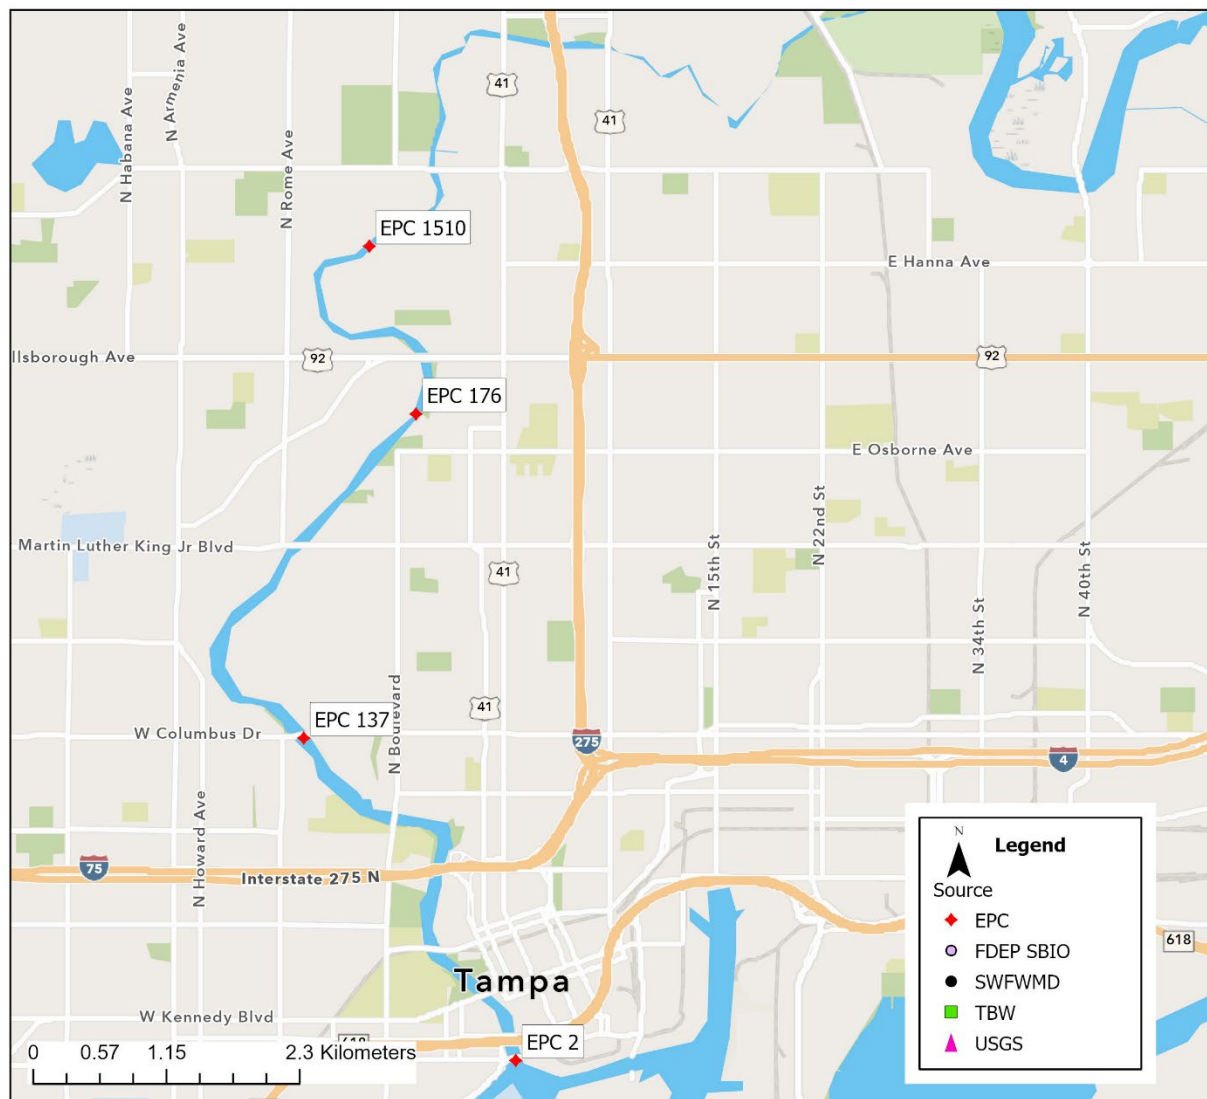 41
41
N Habana Ave
N Armenia Ave
N Rome Ave
EPC 1510
E Hanna Ave
llsborough Ave
92
92
EPC 176
E Osborne Ave
Martin Luther King Jr Blvd
41
N 15th St
N 22nd St
N 34th St
N 40th St
EPC 137
41
W Columbus Dr
N Boulevard
275
4
N Howard Ave
75
Interstate 275 N
N
Legend
Source
EPC
FDEP SBIO
SWFWMD
TBW
USGS
618
Tampa
W Kennedy Blvd
618
EPC 2
0 0.57 1.15 2.3 Kilometers